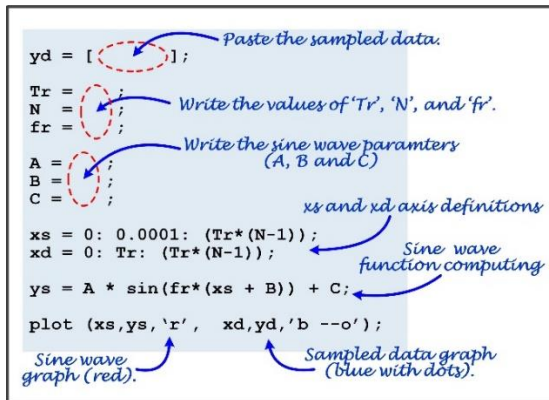 Paste the sampled data.
yd = [ ];
Tr = ;
N = ;
fr = ;
Write the values of ‘Tr’, ‘N’, and ‘fr’.
A = ;
B = ;
C = ;
Write the sine wave paramters
(A, B and C)
xs and xd axis definitions
xs = 0: 0.0001: (Tr*(N-1));
xd = 0: Tr: (Tr*(N-1));
Sine wave
function computing
ys = A * sin(fr*(xs + B)) + C;
plot (xs,ys,‘r’, xd,yd,’b --o’);
Sine wave
graph (red).
Sampled data graph
(blue with dots).